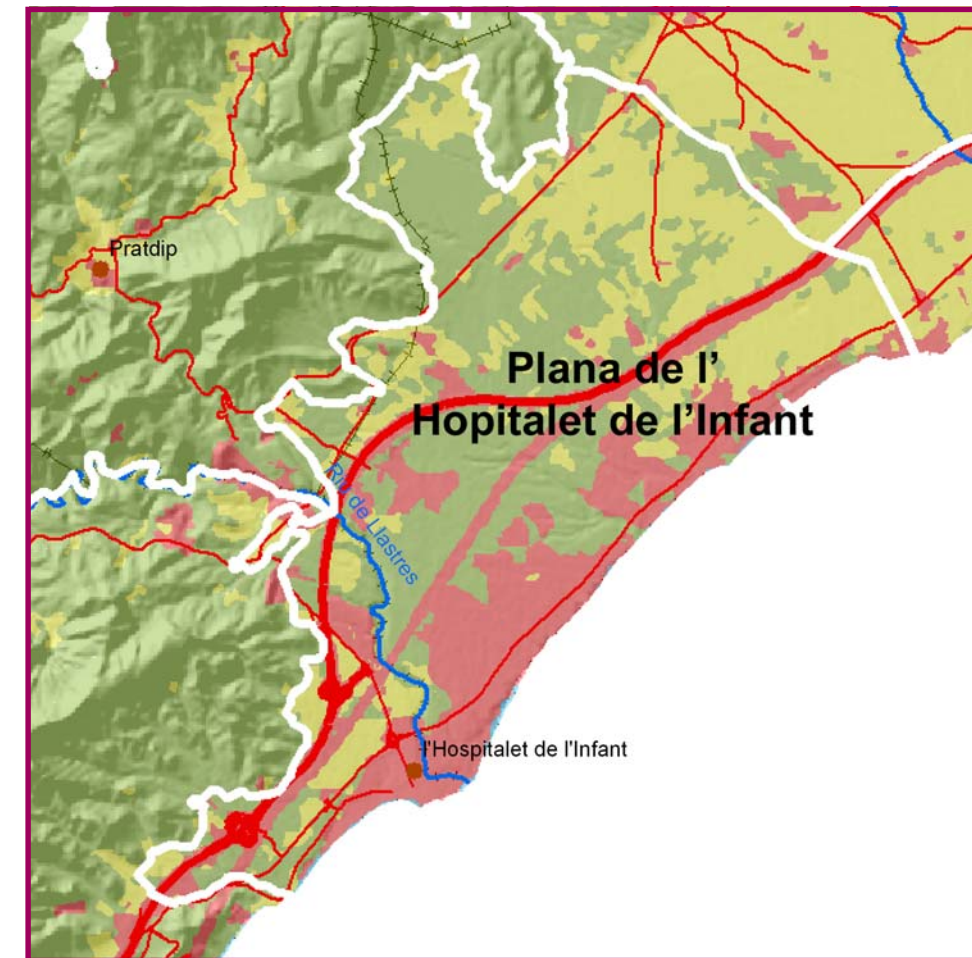 Pratdip
Plana de l’
Hopitalet de l’Infant
Riu de Llastres
l'Hospitalet de l'Infant